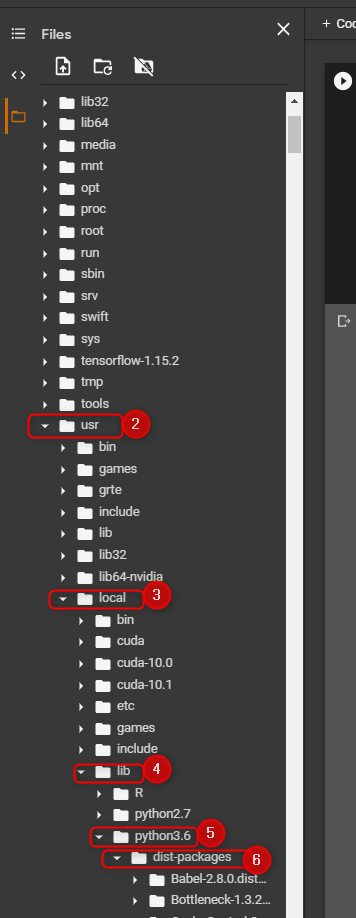 Files
+ Coo
lib32
lib64
media
mnt
opt
proc
root
run
sbin
srv
swift
sys
tensorflow-1.15.2
tmp
tools
usr 2
bin
games
grte
include
lib
lib32
lib64-nvidia
local 3
bin
cuda
cuda-10.0
cuda-10.1
etc
games
include
lib 4
R
python2.7
python3.6 5
dist-packages 6
Babel-2.8.0.dist...
Bottleneck-1.3.2...